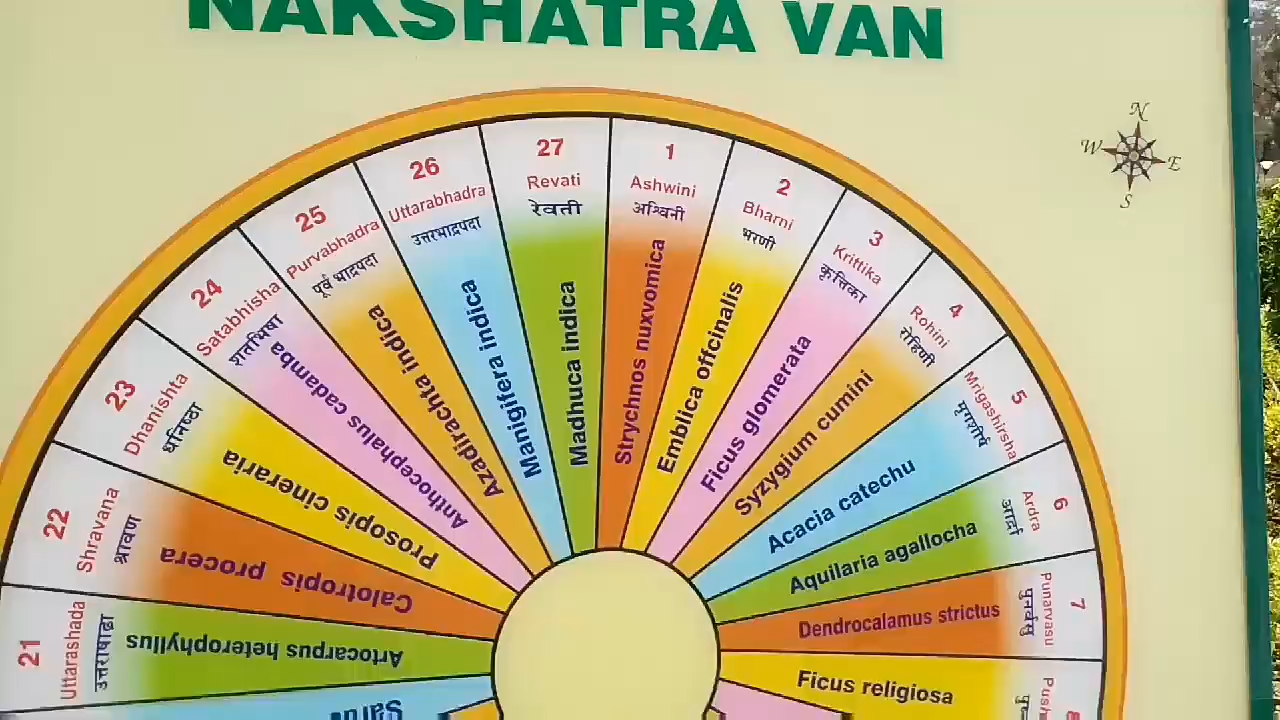 NAKSHATRA VAN
N
W
E
S
27
Revati
रेवती
Madhuca indica
1
Ashwini
अश्विनी
Strychnos nuxvomica
2
Bharni
भरणी
Emblica offcinalis
3
Krittika
कृत्तिका
Ficus glomerata
4
Rohini
रोहिणी
Syzygium cumini
5
Mrigashirsha
मृगशीर्ष
Acacia catechu
6
Ardra
आर्द्रा
Aquilaria agallocha
7
Punarvasu
पुनर्वसु
Dendrocalamus strictus
8
Ficus religiosa
26
Uttarabhadra
उत्तरभाद्रपदा
Manigifera indica
25
Purvabhadra
पूर्व भाद्रपदा
Azadirachta indica
24
Satabhisha
शतभिषा
Anthocephalus cadamba
23
Dhanishta
धनिष्ठा
Prosopis cineraria
22
Shravana
श्रावण
Calotropis procera
21
Uttarashada
उत्तराषाढ़ा
Artocarpus heterophyllus